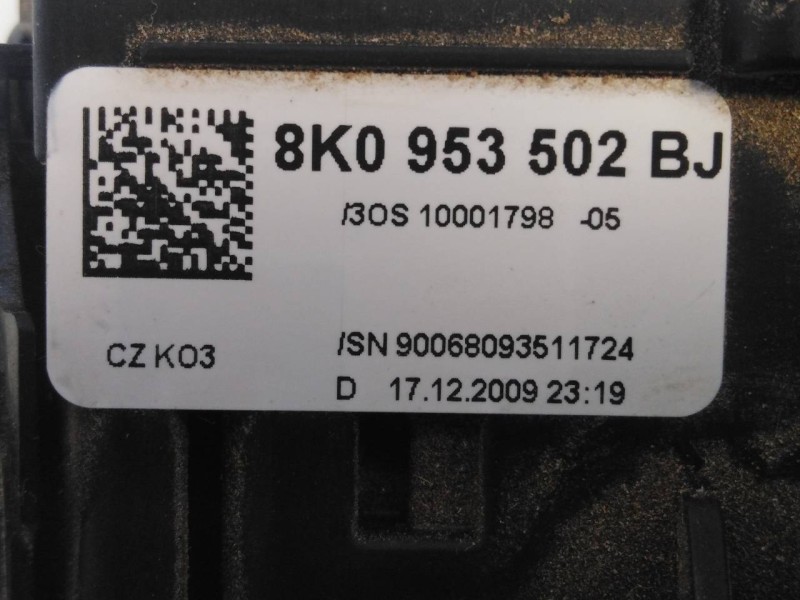 8K0 953 502 BJ
/3OS 10001798 -05
CZ KO3
/SN 90068093511724
D 17.12.2009 23:19